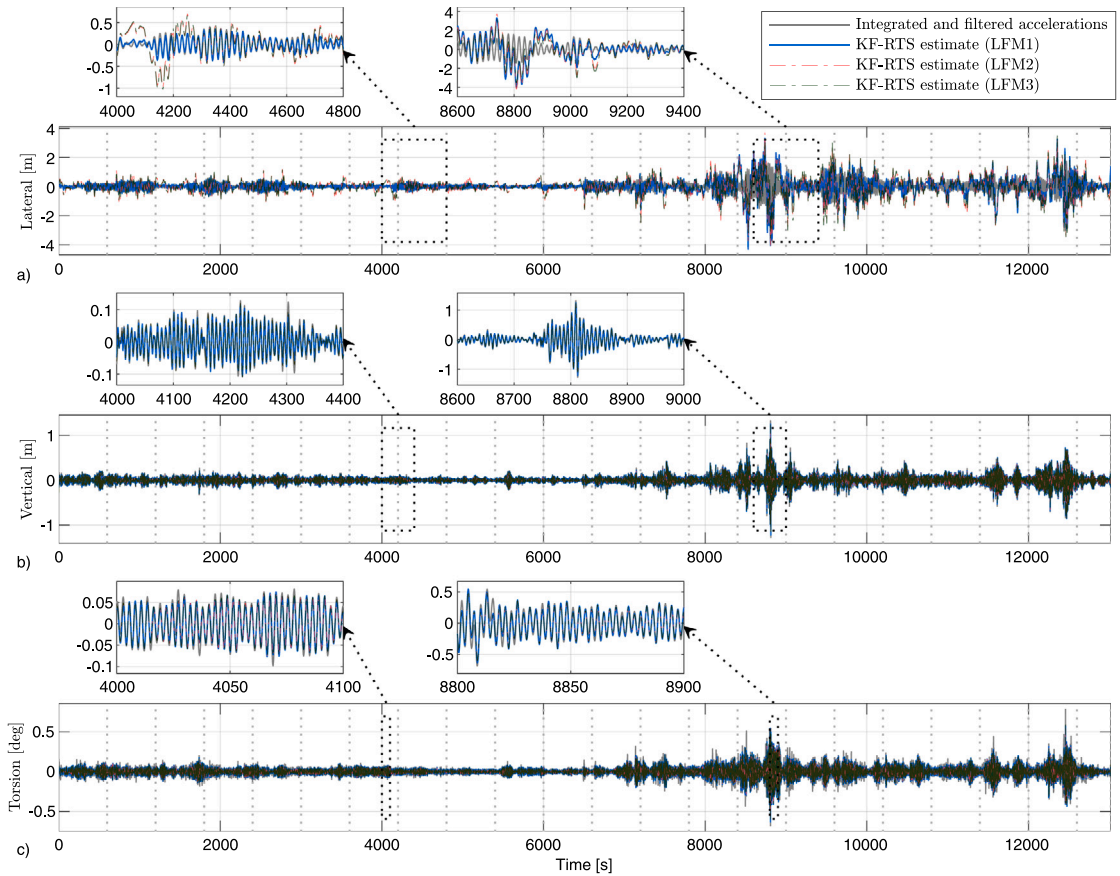 0.5
0
-0.5
-1
4000 4200 4400 4600 4800
4
2
0
-2
-4
8600 8800 9000 9200 9400
Integrated and filtered accelerations
KF-RTS estimate (LFM1)
KF-RTS estimate (LFM2)
KF-RTS estimate (LFM3)
Lateral [m]
4
2
0
-2
-4
a)
0 2000 4000 6000 8000 10000 12000
0.1
0
-0.1
4000 4100 4200 4300 4400
1
0
-1
8600 8700 8800 8900 9000
Vertical [m]
1
0
-1
b)
0 2000 4000 6000 8000 10000 12000
0.05
0
-0.05
-0.1
4000 4050 4100
0.5
0
-0.5
8800 8850 8900
Torsion [deg]
0.5
0
-0.5
c)
0 2000 4000 6000 8000 10000 12000
Time [s]